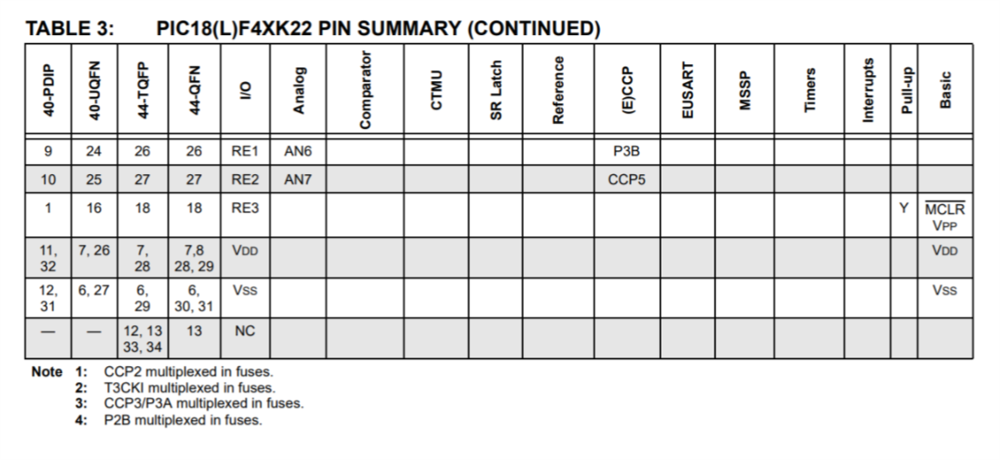 TABLE 3: PIC18(L)F4XK22 PIN SUMMARY (CONTINUED)
40-PDIP 40-UQFN 44-TQFP 44-QFN I/O Analog Comparator CTMU SR Latch Reference (E)CCP EUSART MSSP Timers Interrupts Pull-up Basic
9 24 26 26 RE1 AN6 P3B
10 25 27 27 RE2 AN7 CCP5
1 16 18 18 RE3 Y MCLR
VPP
11, 7, 26 7, 7,8 VDD VDD
32 28 28, 29
12, 6, 27 6, 6, VSS VSS
31 29 30, 31
— — 12, 13 13 NC
33, 34
Note 1: CCP2 multiplexed in fuses.
2: T3CKI multiplexed in fuses.
3: CCP3/P3A multiplexed in fuses.
4: P2B multiplexed in fuses.